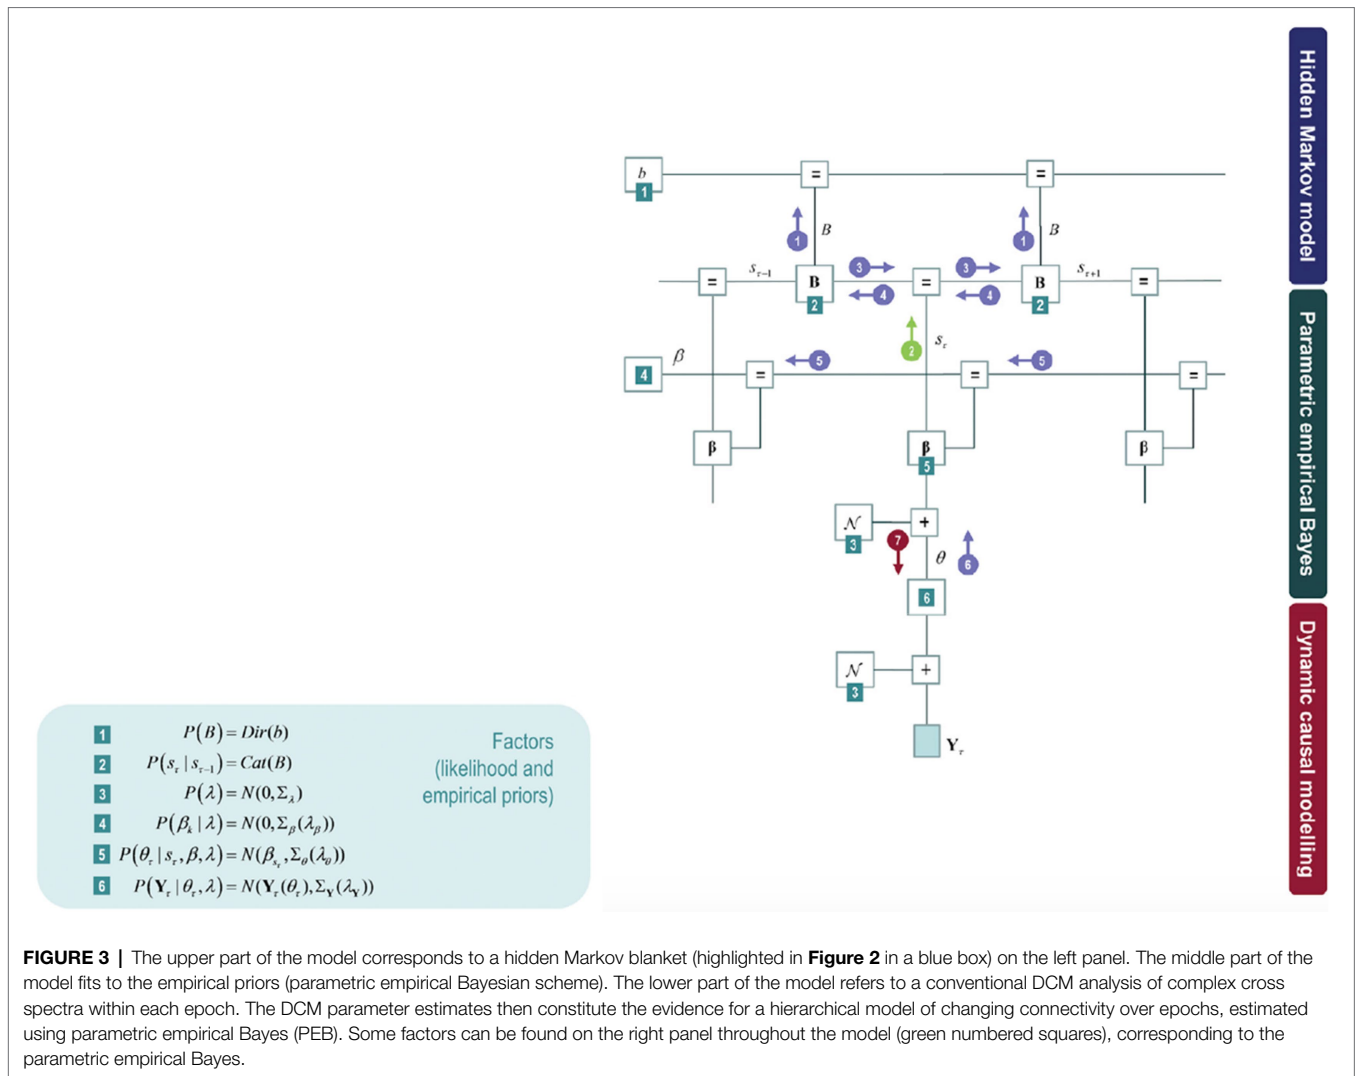 Hidden Markov model
Parametric empirical Bayes
Dynamic causal modelling
b
1
=
=
1
B
1
B
=
s_{τ−1}
B
2
3
4
=
3
4
B
2
s_{τ+1}
=
2
s_τ
4
β
=
5
=
5
=
β
β
5
β
N
3
+
7
θ
6
6
N
3
+
Y_τ
1 P(B) = Dir(b)
2 P(s_τ | s_{τ−1}) = Cat(B)
3 P(λ) = N(0, Σ_λ)
4 P(β_k | λ) = N(0, Σ_β(λ_β))
5 P(θ_τ | s_τ, β, λ) = N(β_{s_τ}, Σ_θ(λ_θ))
6 P(Y_τ | θ_τ, λ) = N(Y_τ(θ_τ), Σ_Y(λ_Y))
Factors
(likelihood and
empirical priors)
FIGURE 3 | The upper part of the model corresponds to a hidden Markov blanket (highlighted in Figure 2 in a blue box) on the left panel. The middle part of the
model fits to the empirical priors (parametric empirical Bayesian scheme). The lower part of the model refers to a conventional DCM analysis of complex cross
spectra within each epoch. The DCM parameter estimates then constitute the evidence for a hierarchical model of changing connectivity over epochs, estimated
using parametric empirical Bayes (PEB). Some factors can be found on the right panel throughout the model (green numbered squares), corresponding to the
parametric empirical Bayes.